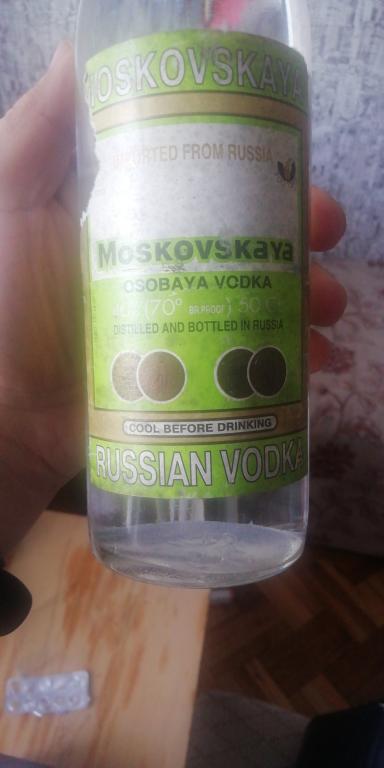 MOSKOVSKAYA
IMPORTED FROM RUSSIA
Moskovskaya
OSOBAYA VODKA
40% (70° BR.PROOF) 50 CL
DISTILLED AND BOTTLED IN RUSSIA
COOL BEFORE DRINKING
RUSSIAN VODKA